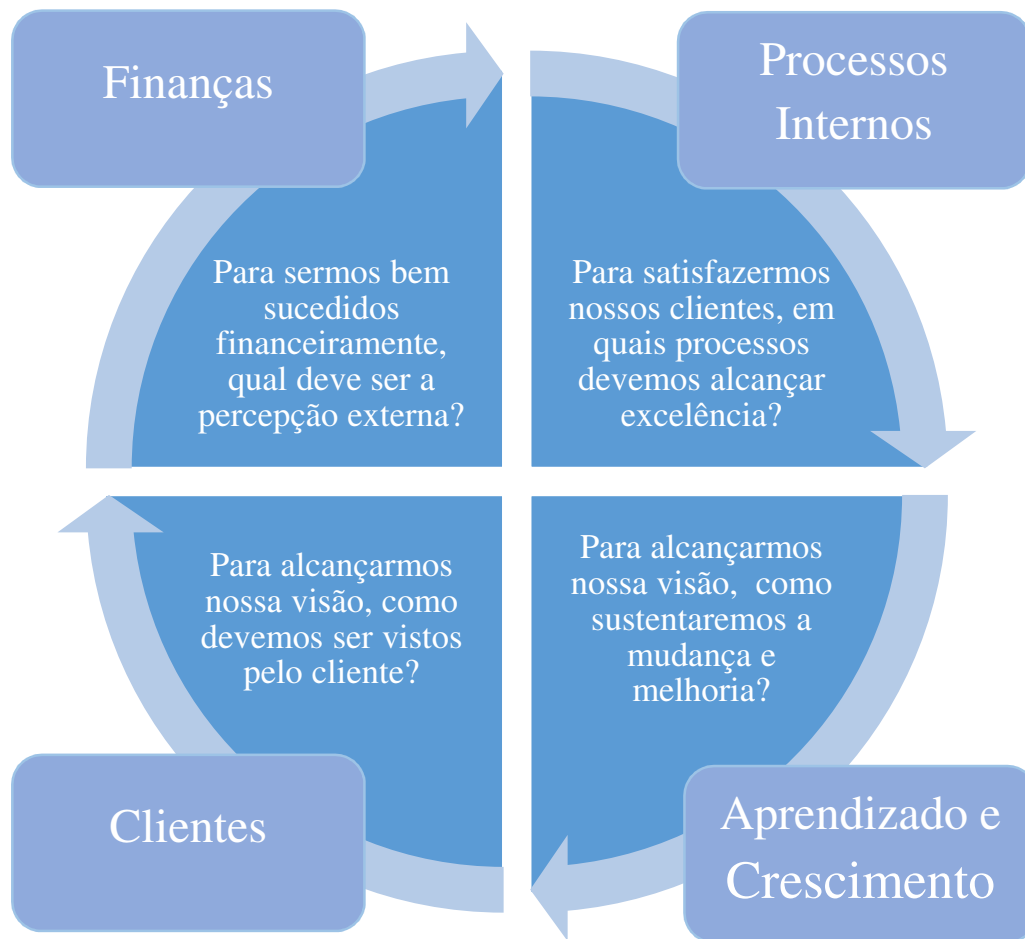 Finanças
Para sermos bem
sucedidos
financeiramente,
qual deve ser a
percepção externa?
Processos
Internos
Para satisfazermos
nossos clientes, em
quais processos
devemos alcançar
excelência?
Para alcançarmos
nossa visão, como
devemos ser vistos
pelo cliente?
Clientes
Para alcançarmos
nossa visão,  como
sustentaremos a
mudança e
melhoria?
Aprendizado e
Crescimento